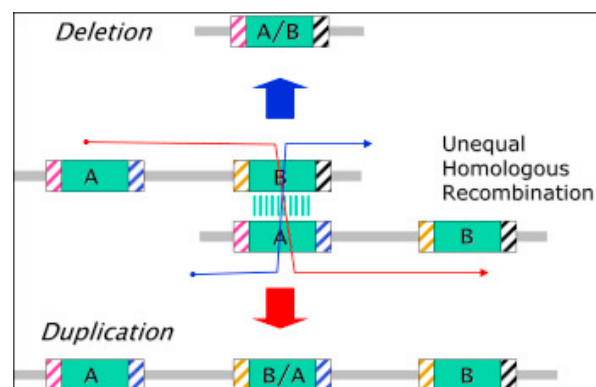 Deletion
A/B
Unequal
Homologous
Recombination
A
B
A
B
Duplication
A
B/A
B